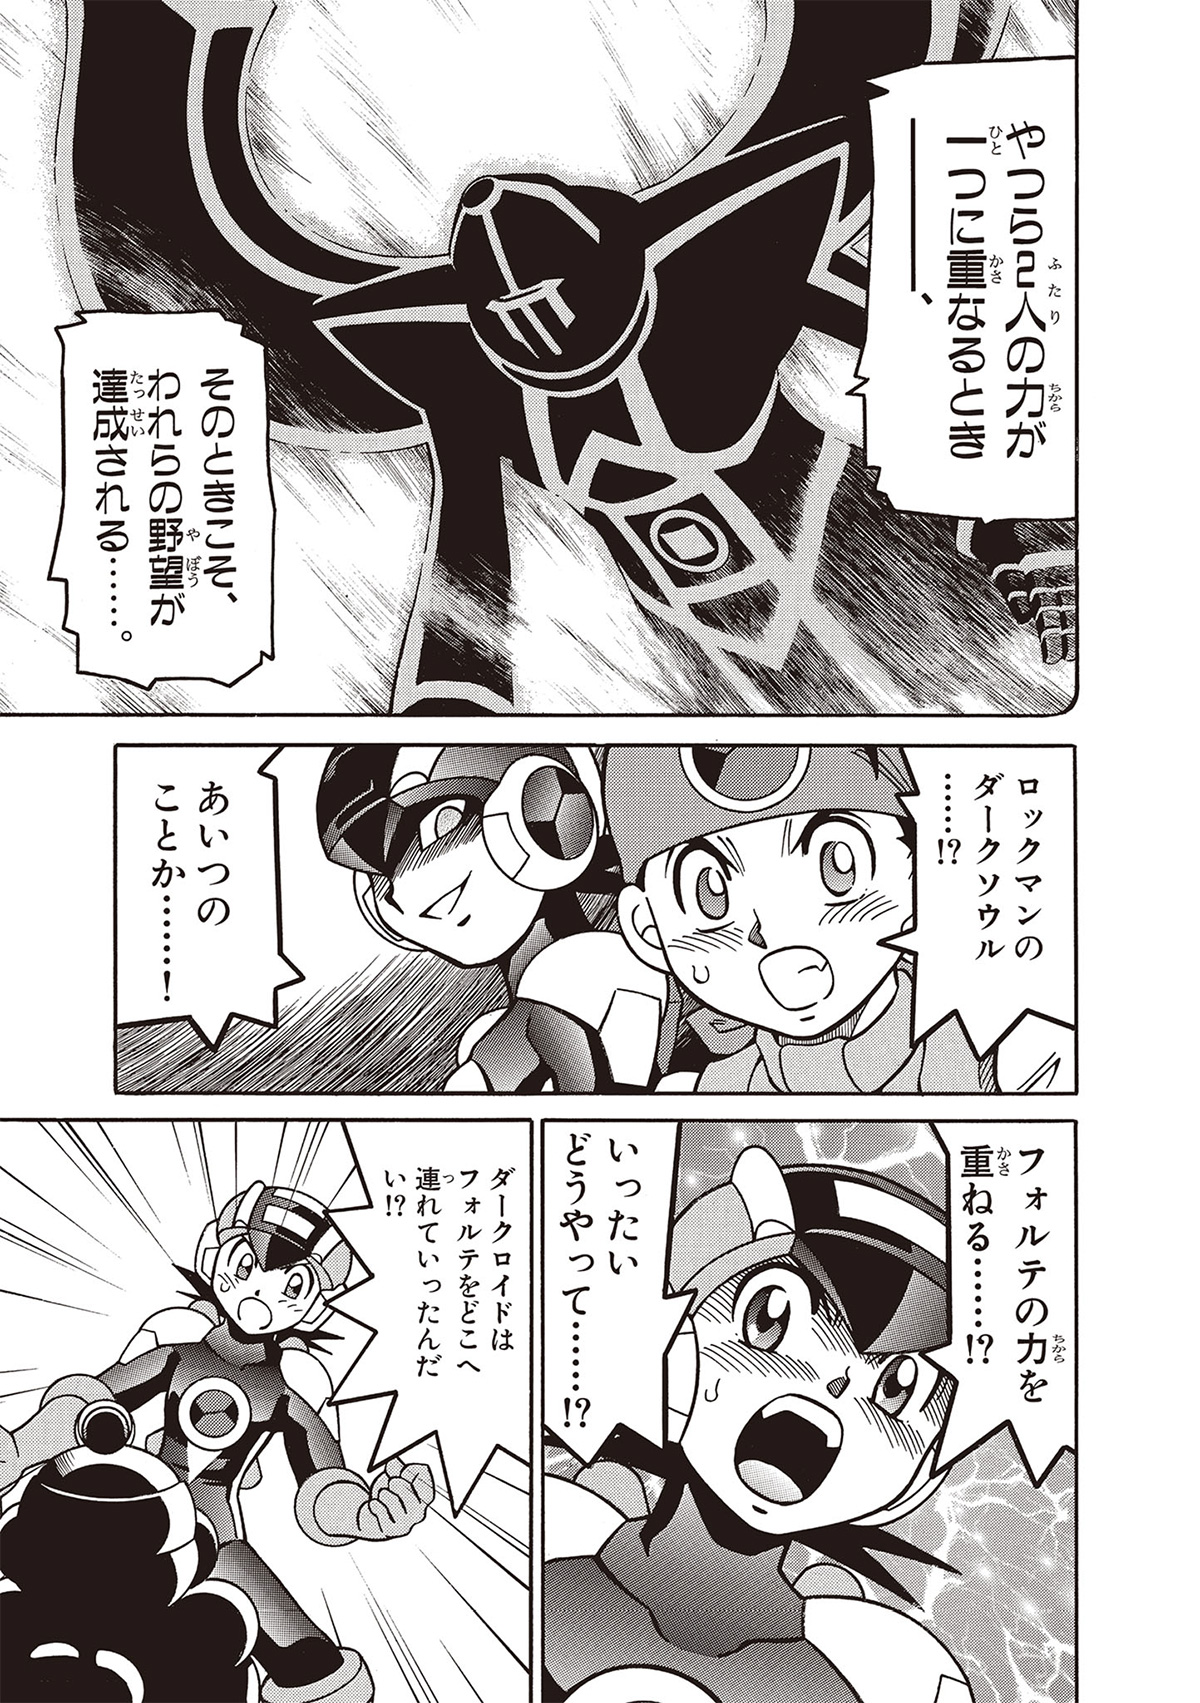 やつら2人の力が
一つに重なるとき
――、
そのときこそ、
われらの野望が
達成される……。
ロックマンの
ダークソウル
……!?
あいつの
ことか……！
フォルテの力を
重ねる……!?
いったい
どうやって……!?
ダークロイドは
フォルテをどこへ
連れていったんだ
い!?